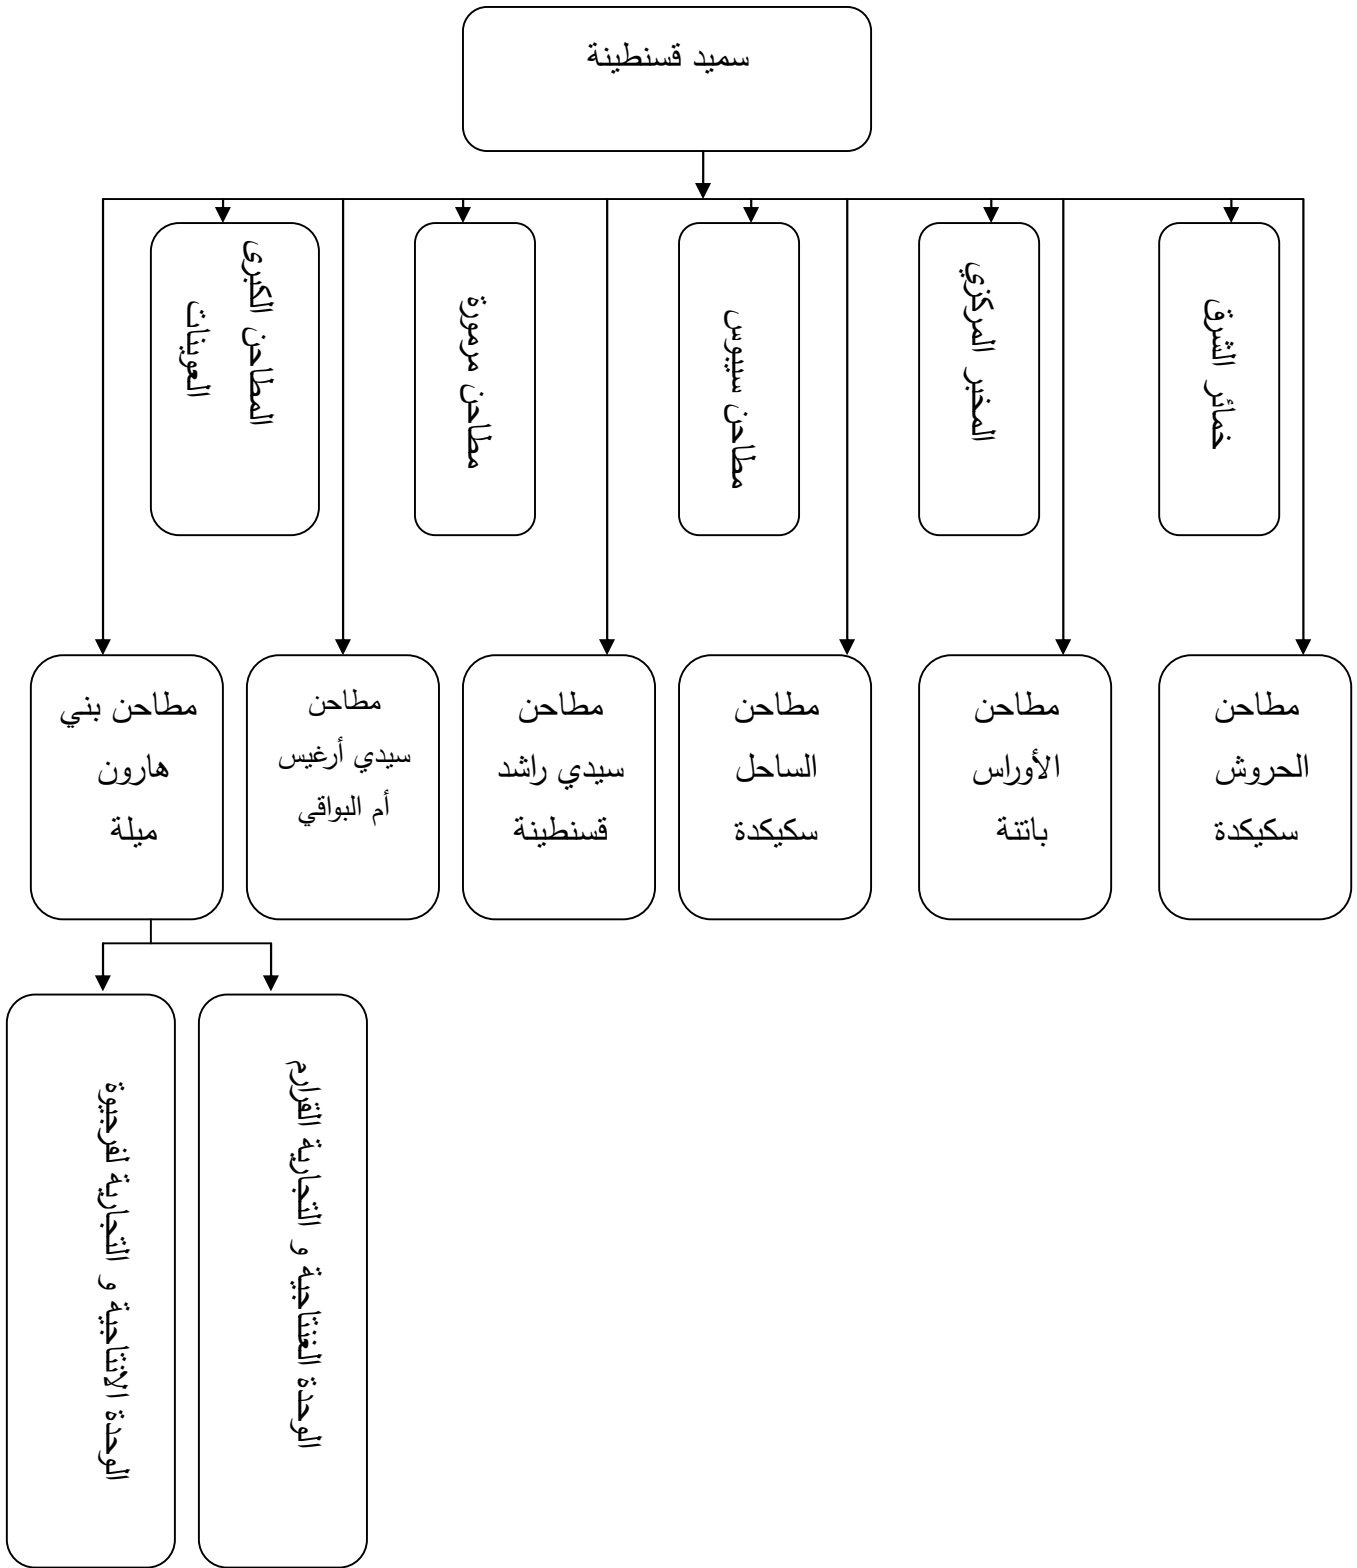 سميد قسنطينة
خمائر الشرق
المخبر المركزي
مطاحن سيبوس
مطاحن مرمورة
المطاحن الكبرى
العوينات
مطاحن
الحروش
سكيكدة
مطاحن
الأوراس
باتنة
مطاحن
الساحل
سكيكدة
مطاحن
سيدي راشد
قسنطينة
مطاحن
سيدي أرغيس
أم البواقي
مطاحن بني
هارون
ميلة
الوحدة الغنتاجية و التجارية القرارم
الوحدة الانتاجية و التجارية لفرجيوة